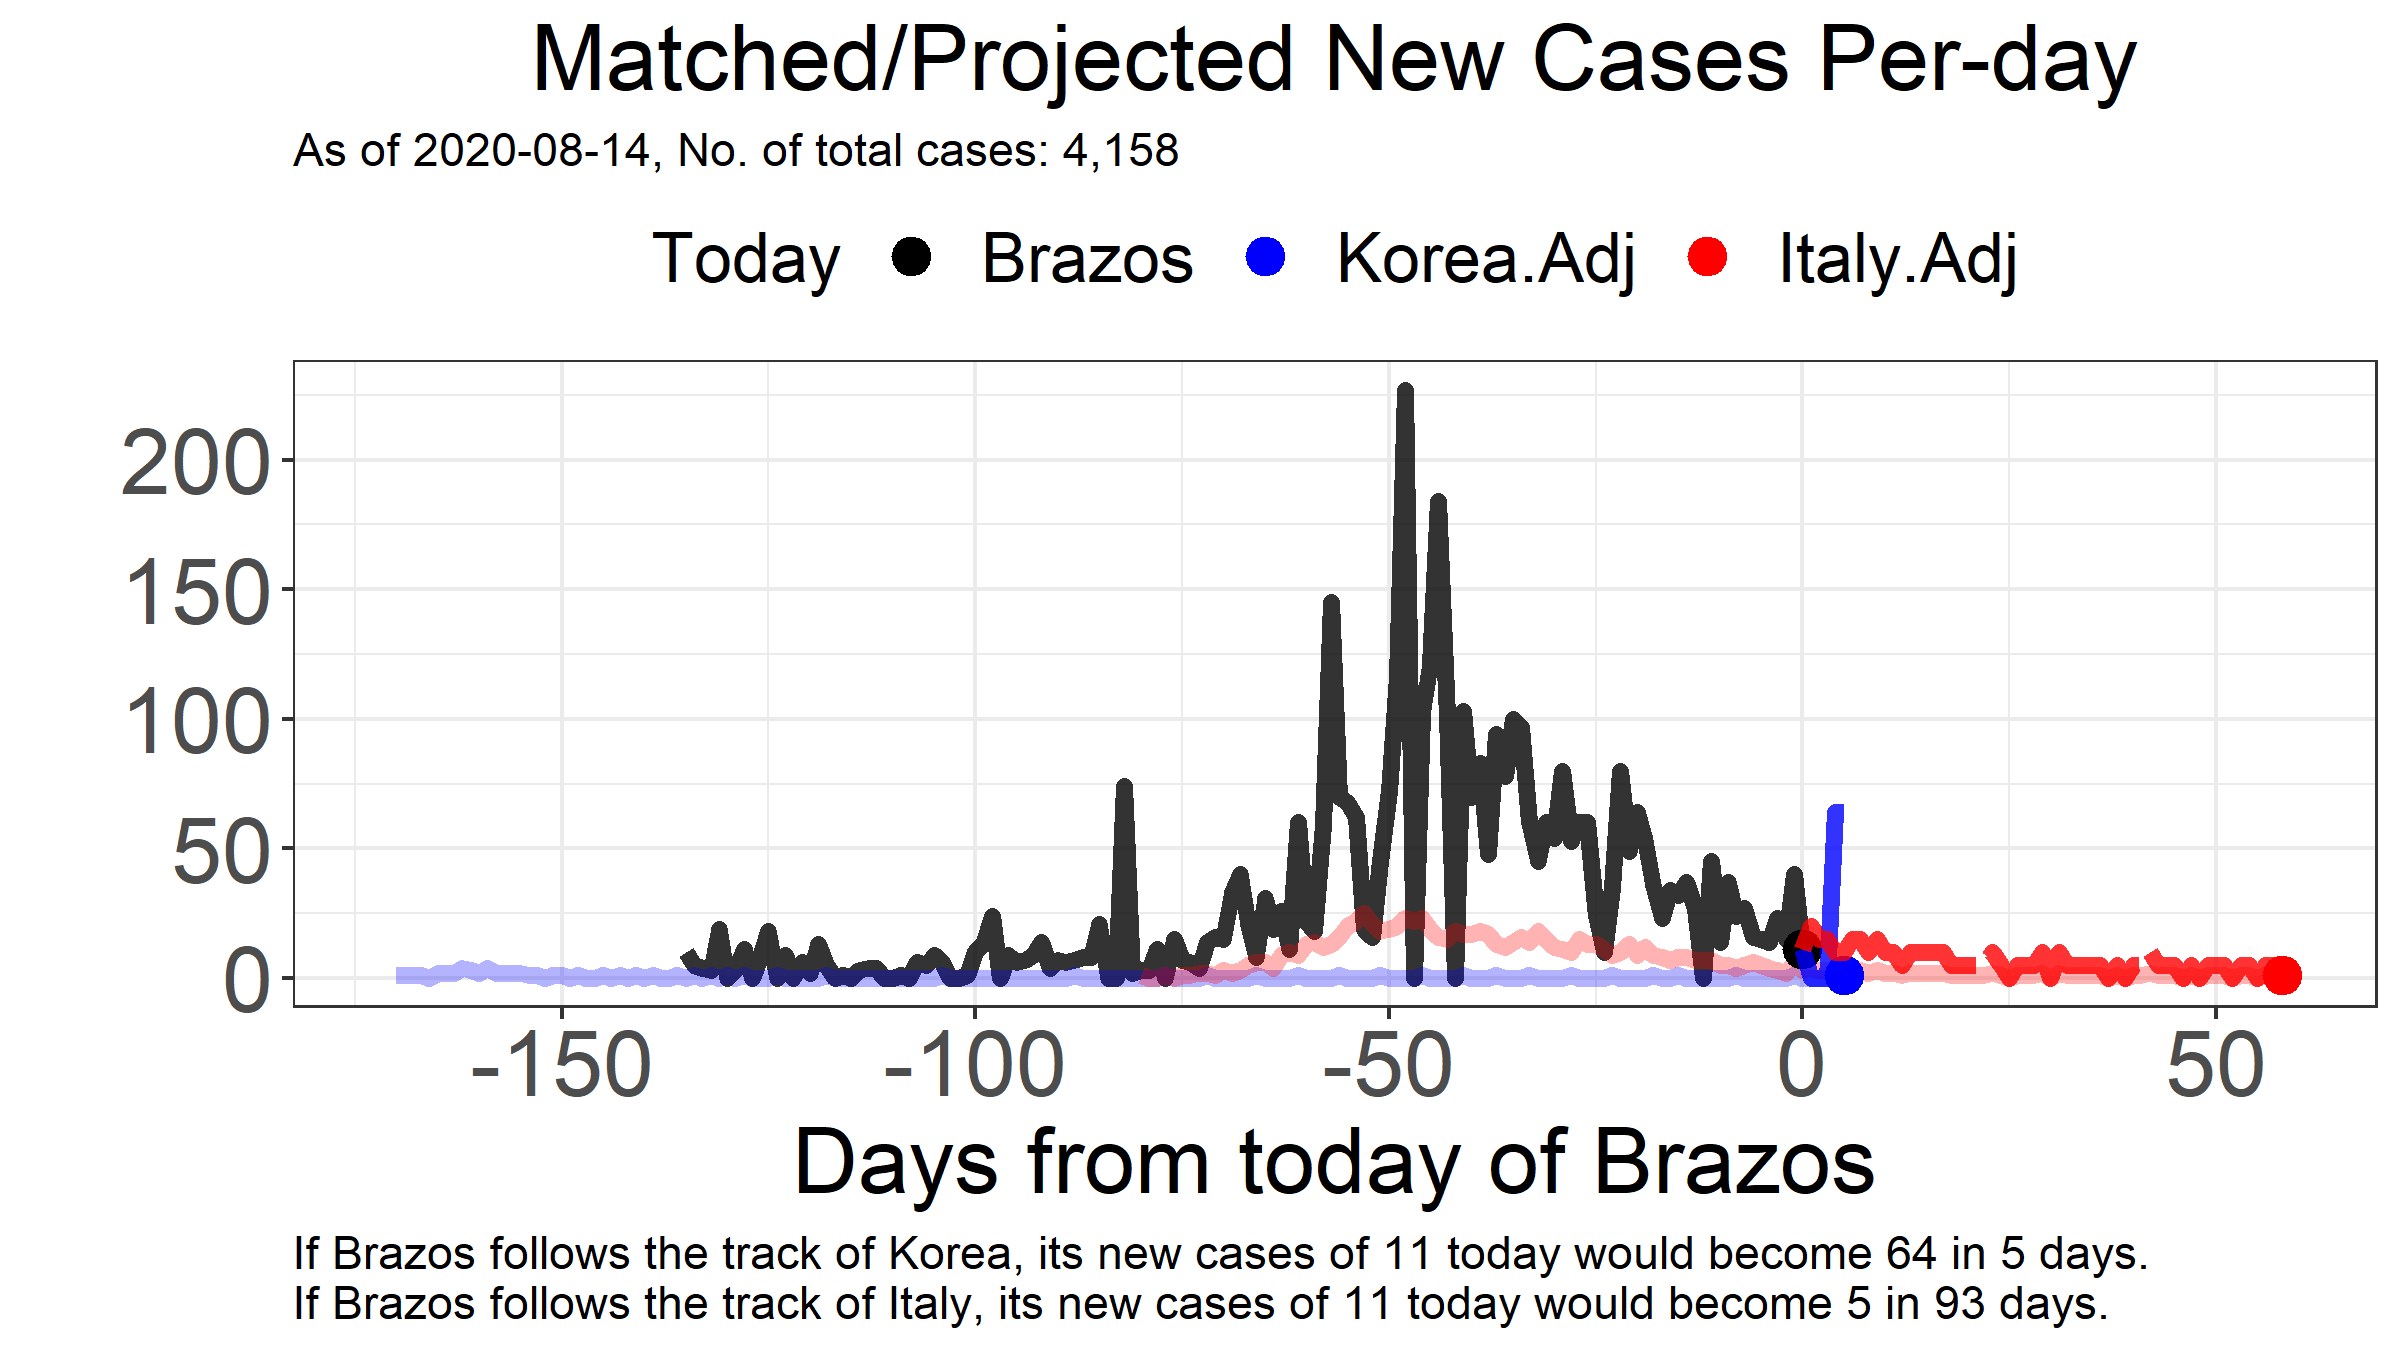 Matched/Projected New Cases Per-day
As of 2020-08-14, No. of total cases: 4,158
Today Brazos Korea.Adj Italy.Adj
200
150
100
50
0
-150 -100 -50 0 50
Days from today of Brazos
If Brazos follows the track of Korea, its new cases of 11 today would become 64 in 5 days.
If Brazos follows the track of Italy, its new cases of 11 today would become 5 in 93 days.